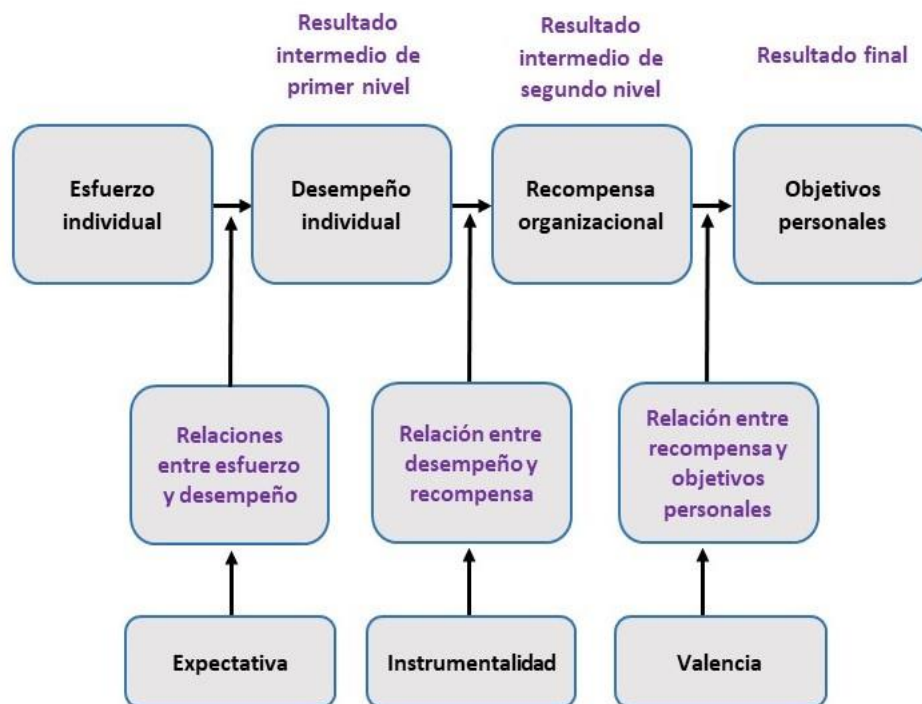 Resultado
intermedio de
primer nivel
Resultado
intermedio de
segundo nivel
Resultado final
Esfuerzo
individual
Desempeño
individual
Recompensa
organizacional
Objetivos
personales
Relaciones
entre esfuerzo
y desempeño
Relación entre
desempeño y
recompensa
Relación entre
recompensa y
objetivos
personales
Expectativa
Instrumentalidad
Valencia